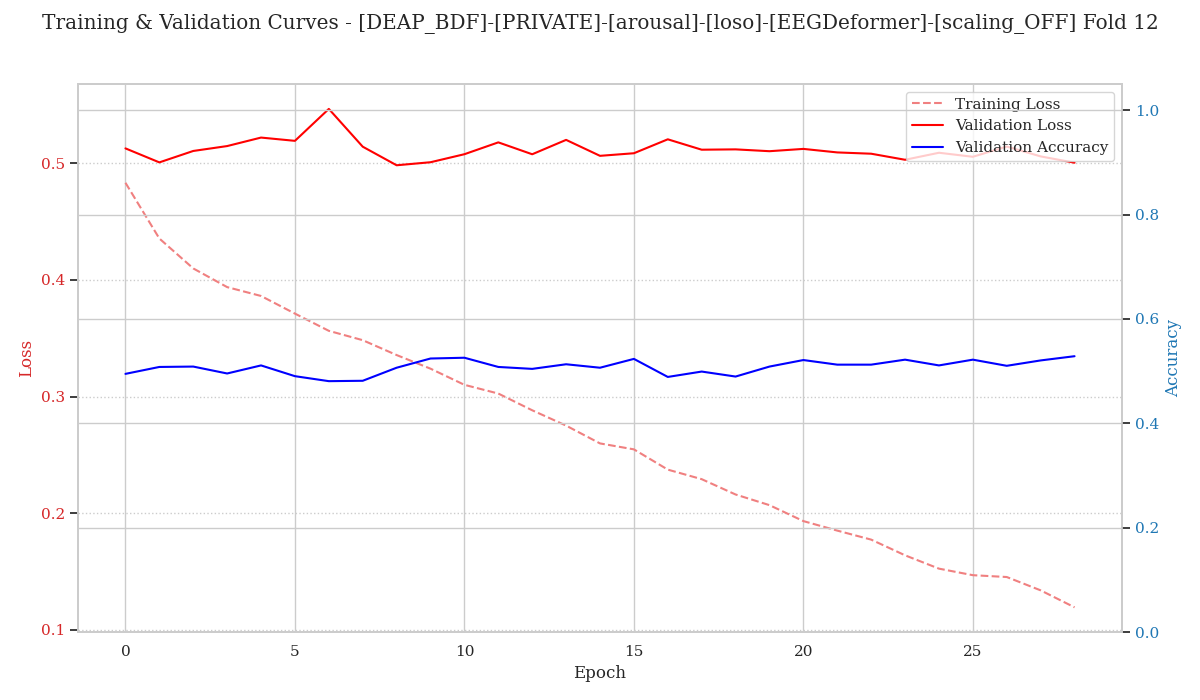 Training & Validation Curves - [DEAP_BDF]-[PRIVATE]-[arousal]-[loso]-[EEGDeformer]-[scaling_OFF] Fold 12
Training Loss
Validation Loss
Validation Accuracy
0.5
0.4
0.3
0.2
0.1
Loss
1.0
0.8
0.6
0.4
0.2
0.0
Accuracy
0
5
10
15
20
25
Epoch